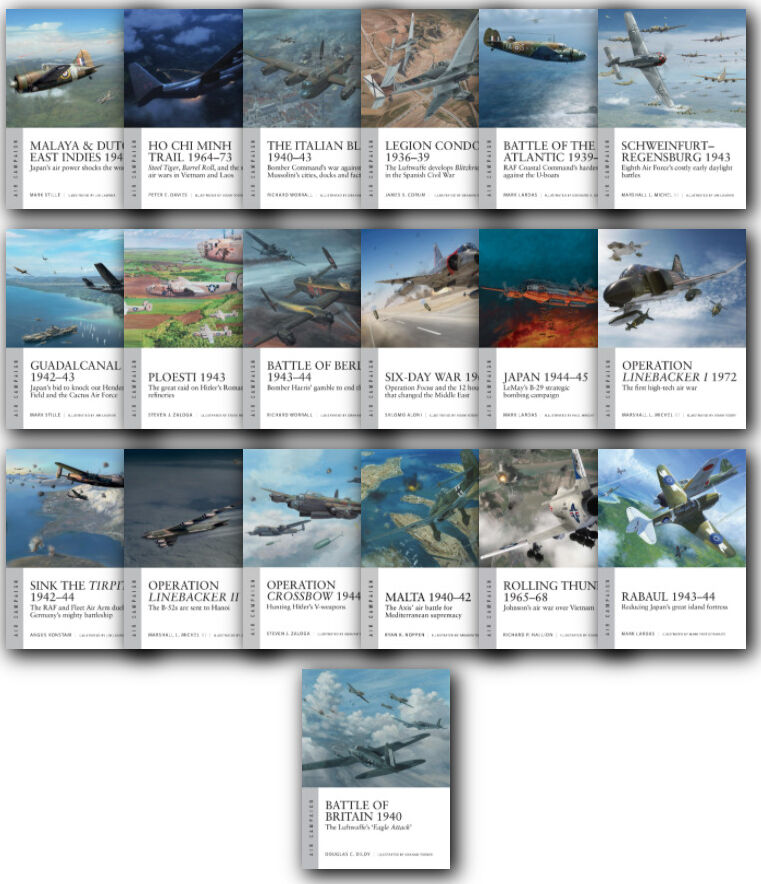 AIR CAMPAIGN
MALAYA & DUTC
EAST INDIES 194
Japan's air power shocks the wo
MARK STILLE
AIR CAMPAIGN
HO CHI MINH
TRAIL 1964–73
Steel Tiger, Barrel Roll, and the s
air wars in Vietnam and Laos
PETER E. DAVIES
AIR CAMPAIGN
THE ITALIAN BL
1940–43
Bomber Command's war against
Mussolini's cities, docks and fact
RICHARD WORRALL
AIR CAMPAIGN
LEGION CONDO
1936–39
The Luftwaffe develops Blitzkrie
in the Spanish Civil War
JAMES S. CORUM
AIR CAMPAIGN
BATTLE OF THE
ATLANTIC 1939–
RAF Coastal Command's hardes
against the U-boats
MARK LARDAS
AIR CAMPAIGN
SCHWEINFURT–
REGENSBURG 1943
Eighth Air Force's costly early daylight
battles
MARSHALL L. MICHEL III | ILLUSTRATED BY JIM LAURIER
AIR CAMPAIGN
GUADALCANAL
1942–43
Japan's bid to knock out Hende
Field and the Cactus Air Force
MARK STILLE
AIR CAMPAIGN
PLOESTI 1943
The great raid on Hitler's Roma
refineries
STEVEN J. ZALOGA
AIR CAMPAIGN
BATTLE OF BERL
1943–44
Bomber Harris' gamble to end th
RICHARD WORRALL
AIR CAMPAIGN
SIX-DAY WAR 19
Operation Focus and the 12 hou
that changed the Middle East
SHLOMO ALONI
AIR CAMPAIGN
JAPAN 1944–45
LeMay's B-29 strategic
bombing campaign
MARK LARDAS
AIR CAMPAIGN
OPERATION
LINEBACKER I 1972
The first high-tech air war
MARSHALL L. MICHEL III | ILLUSTRATED BY ADAM TOOBY
AIR CAMPAIGN
SINK THE TIRPIT
1942–44
The RAF and Fleet Air Arm duel
Germany's mighty battleship
ANGUS KONSTAM
AIR CAMPAIGN
OPERATION
LINEBACKER II
The B-52s are sent to Hanoi
MARSHALL L. MICHEL III
AIR CAMPAIGN
OPERATION
CROSSBOW 1944
Hunting Hitler's V-weapons
STEVEN J. ZALOGA
AIR CAMPAIGN
MALTA 1940–42
The Axis' air battle for
Mediterranean supremacy
RYAN K. NOPPEN
AIR CAMPAIGN
ROLLING THUN
1965–68
Johnson's air war over Vietnam
RICHARD P. HALLION
AIR CAMPAIGN
RABAUL 1943–44
Reducing Japan's great island fortress
MARK LARDAS
AIR CAMPAIGN
BATTLE OF
BRITAIN 1940
The Luftwaffe's 'Eagle Attack'
DOUGLAS C. DILDY | ILLUSTRATED BY GRAHAM TURNER